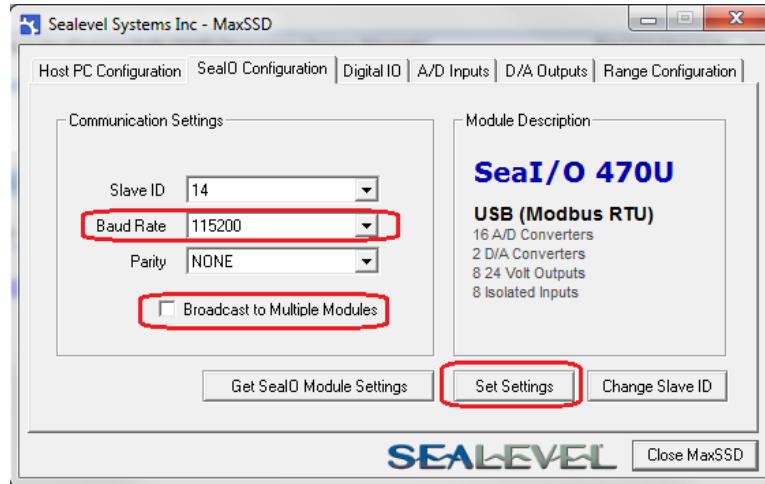 Sealevel Systems Inc - MaxSSD
Host PC Configuration SeaIO Configuration Digital IO A/D Inputs D/A Outputs Range Configuration
Communication Settings
Slave ID 14
Baud Rate 115200
Parity NONE
Broadcast to Multiple Modules
Module Description
SeaI/O 470U
USB (Modbus RTU)
16 A/D Converters
2 D/A Converters
8 24 Volt Outputs
8 Isolated Inputs
Get SeaIO Module Settings Set Settings Change Slave ID
SEALEVEL Close MaxSSD